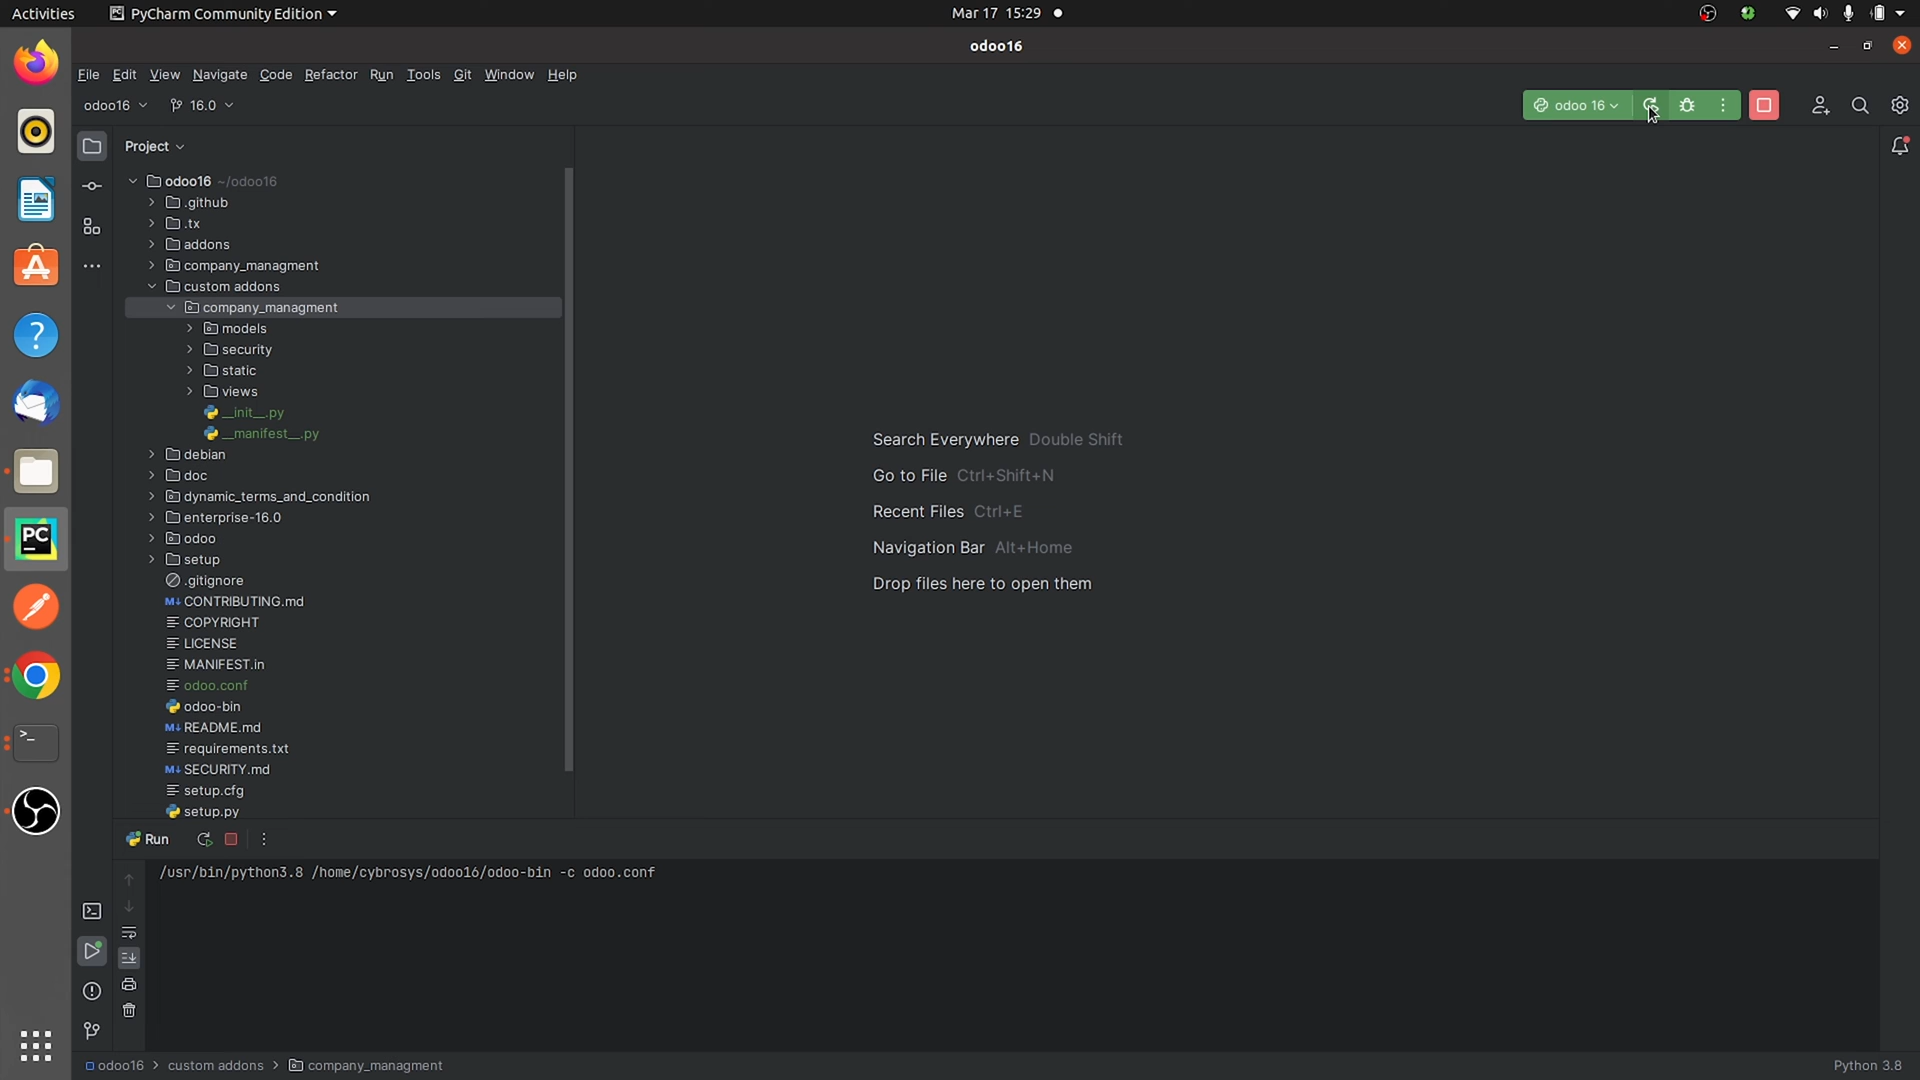 Activities PyCharm Community Edition Mar 17 15:29
odoo16
File Edit View Navigate Code Refactor Run Tools Git Window Help
odoo16 16.0 odoo 16
Project
odoo16 ~/odoo16
.github
.tx
addons
company_managment
custom addons
company_managment
models
security
static
views
__init__.py
__manifest__.py
debian
doc
dynamic_terms_and_condition
enterprise-16.0
odoo
setup
.gitignore
M↓ CONTRIBUTING.md
COPYRIGHT
LICENSE
MANIFEST.in
odoo.conf
odoo-bin
M↓ README.md
requirements.txt
M↓ SECURITY.md
setup.cfg
setup.py
Search Everywhere Double Shift
Go to File Ctrl+Shift+N
Recent Files Ctrl+E
Navigation Bar Alt+Home
Drop files here to open them
PC
Run
/usr/bin/python3.8 /home/cybrosys/odoo16/odoo-bin -c odoo.conf
odoo16 > custom addons > company_managment Python 3.8